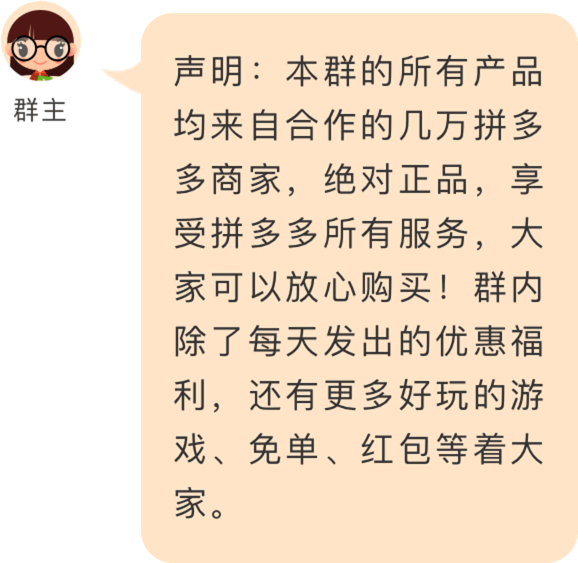 群主
声明：本群的所有产品
均来自合作的几万拼多
多商家，绝对正品，享
受拼多多所有服务，大
家可以放心购买！群内
除了每天发出的优惠福
利，还有更多好玩的游
戏、免单、红包等着大
家。